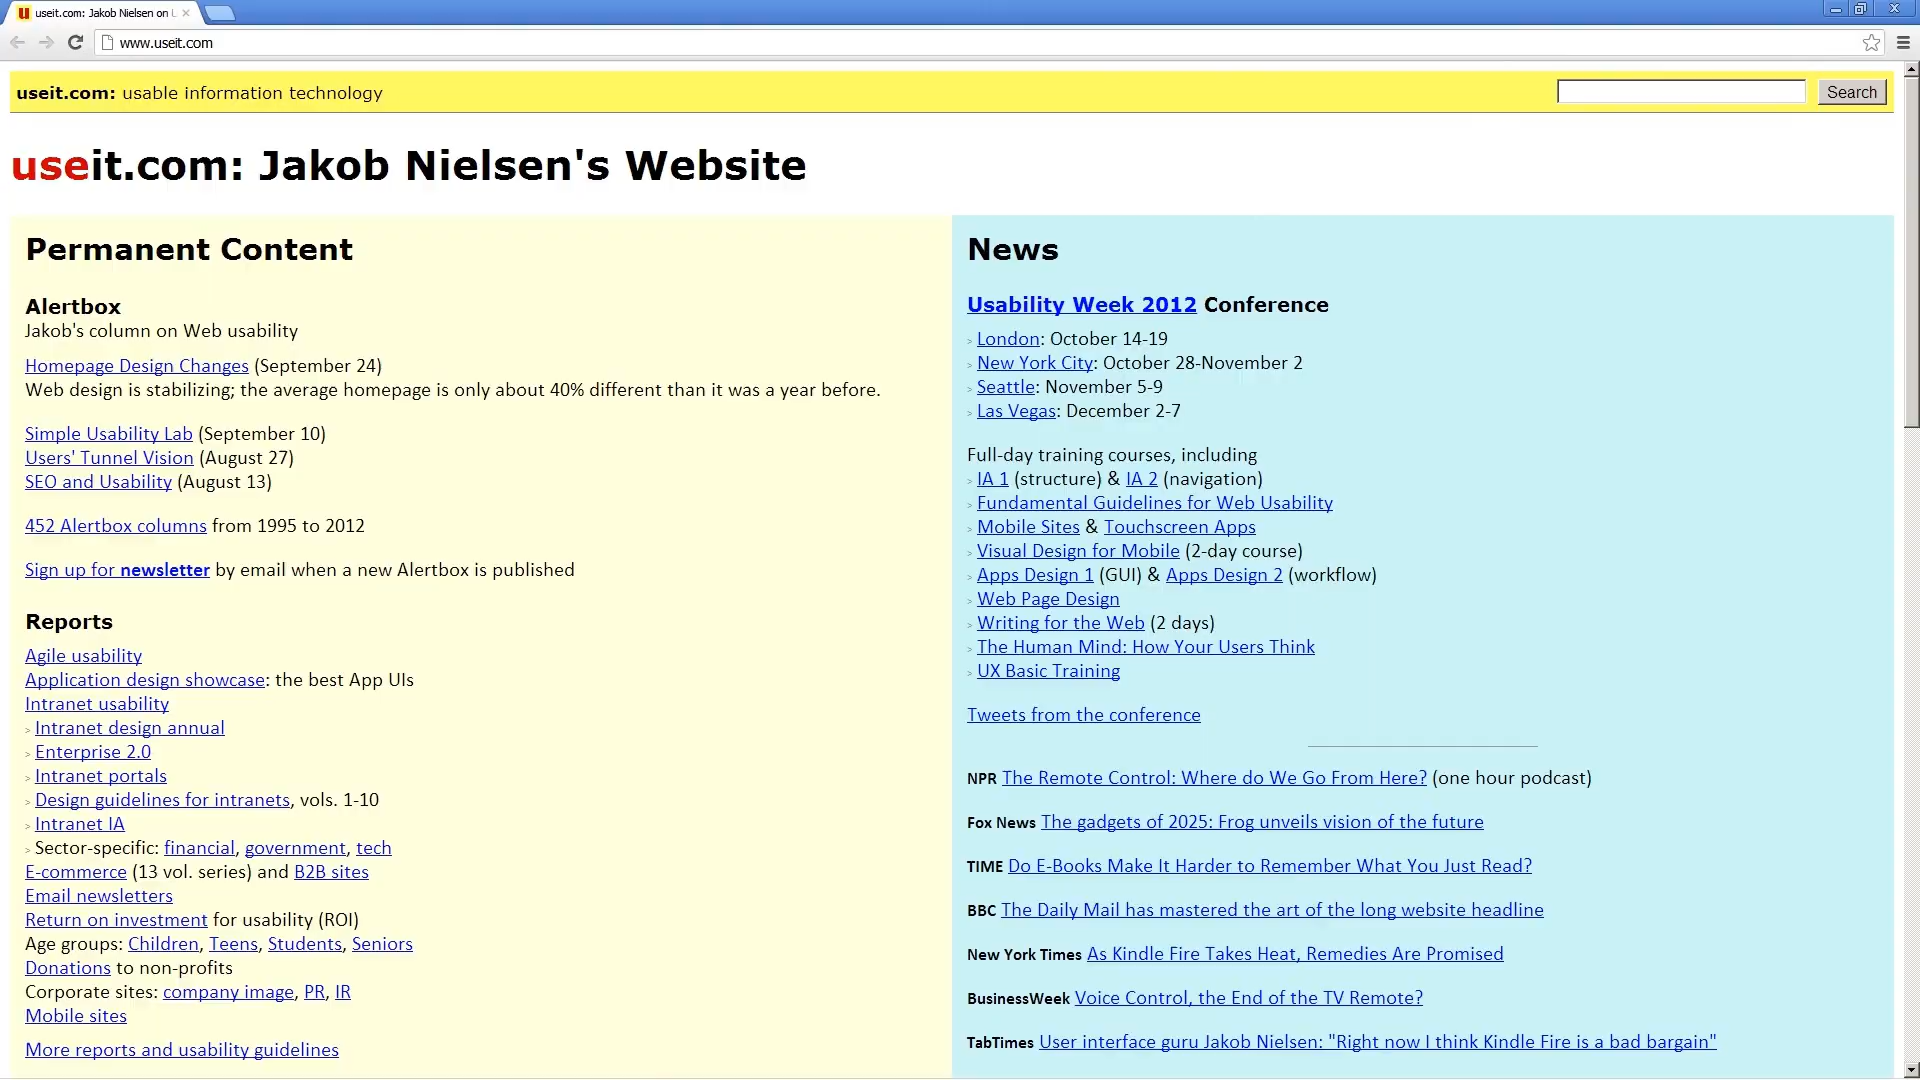 useit.com: Jakob Nielsen on U
www.useit.com
useit.com: usable information technology
Search
useit.com: Jakob Nielsen's Website
Permanent Content
Alertbox
Jakob's column on Web usability
Homepage Design Changes (September 24)
Web design is stabilizing; the average homepage is only about 40% different than it was a year before.
Simple Usability Lab (September 10)
Users' Tunnel Vision (August 27)
SEO and Usability (August 13)
452 Alertbox columns from 1995 to 2012
Sign up for newsletter by email when a new Alertbox is published
Reports
Agile usability
Application design showcase: the best App UIs
Intranet usability
> Intranet design annual
> Enterprise 2.0
> Intranet portals
> Design guidelines for intranets, vols. 1-10
> Intranet IA
> Sector-specific: financial, government, tech
E-commerce (13 vol. series) and B2B sites
Email newsletters
Return on investment for usability (ROI)
Age groups: Children, Teens, Students, Seniors
Donations to non-profits
Corporate sites: company image, PR, IR
Mobile sites
More reports and usability guidelines
News
Usability Week 2012 Conference
> London: October 14-19
> New York City: October 28-November 2
> Seattle: November 5-9
> Las Vegas: December 2-7
Full-day training courses, including
> IA 1 (structure) & IA 2 (navigation)
> Fundamental Guidelines for Web Usability
> Mobile Sites & Touchscreen Apps
> Visual Design for Mobile (2-day course)
> Apps Design 1 (GUI) & Apps Design 2 (workflow)
> Web Page Design
> Writing for the Web (2 days)
> The Human Mind: How Your Users Think
> UX Basic Training
Tweets from the conference
NPR The Remote Control: Where do We Go From Here? (one hour podcast)
Fox News The gadgets of 2025: Frog unveils vision of the future
TIME Do E-Books Make It Harder to Remember What You Just Read?
BBC The Daily Mail has mastered the art of the long website headline
New York Times As Kindle Fire Takes Heat, Remedies Are Promised
BusinessWeek Voice Control, the End of the TV Remote?
TabTimes User interface guru Jakob Nielsen: "Right now I think Kindle Fire is a bad bargain"